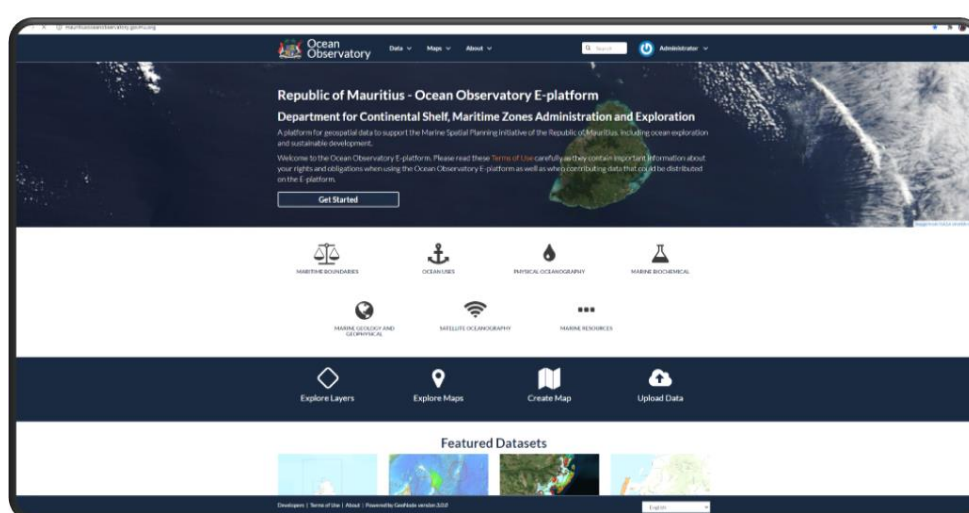 Ocean
Observatory
Data
Maps
About
Search
Administrator
Republic of Mauritius - Ocean Observatory E-platform
Department for Continental Shelf, Maritime Zones Administration and Exploration
A platform for geospatial data to support the Marine Spatial Planning initiative of the Republic of Mauritius, including ocean exploration
and sustainable development.
Welcome to the Ocean Observatory E-platform. Please read these Terms of Use carefully as they contain important information about
your rights and obligations when using the Ocean Observatory E-platform as well as when contributing data that could be distributed
on the E-platform.
Get Started
MARITIME BOUNDARIES
OCEAN USES
PHYSICAL OCEANOGRAPHY
MARINE BIOCHEMICAL
MARINE GEOLOGY AND
GEOPHYSICAL
SATELLITE OCEANOGRAPHY
MARINE RESOURCES
Explore Layers
Explore Maps
Create Map
Upload Data
Featured Datasets
Developers | Terms of Use | About | Powered by GeoNode version 3.0.0
English